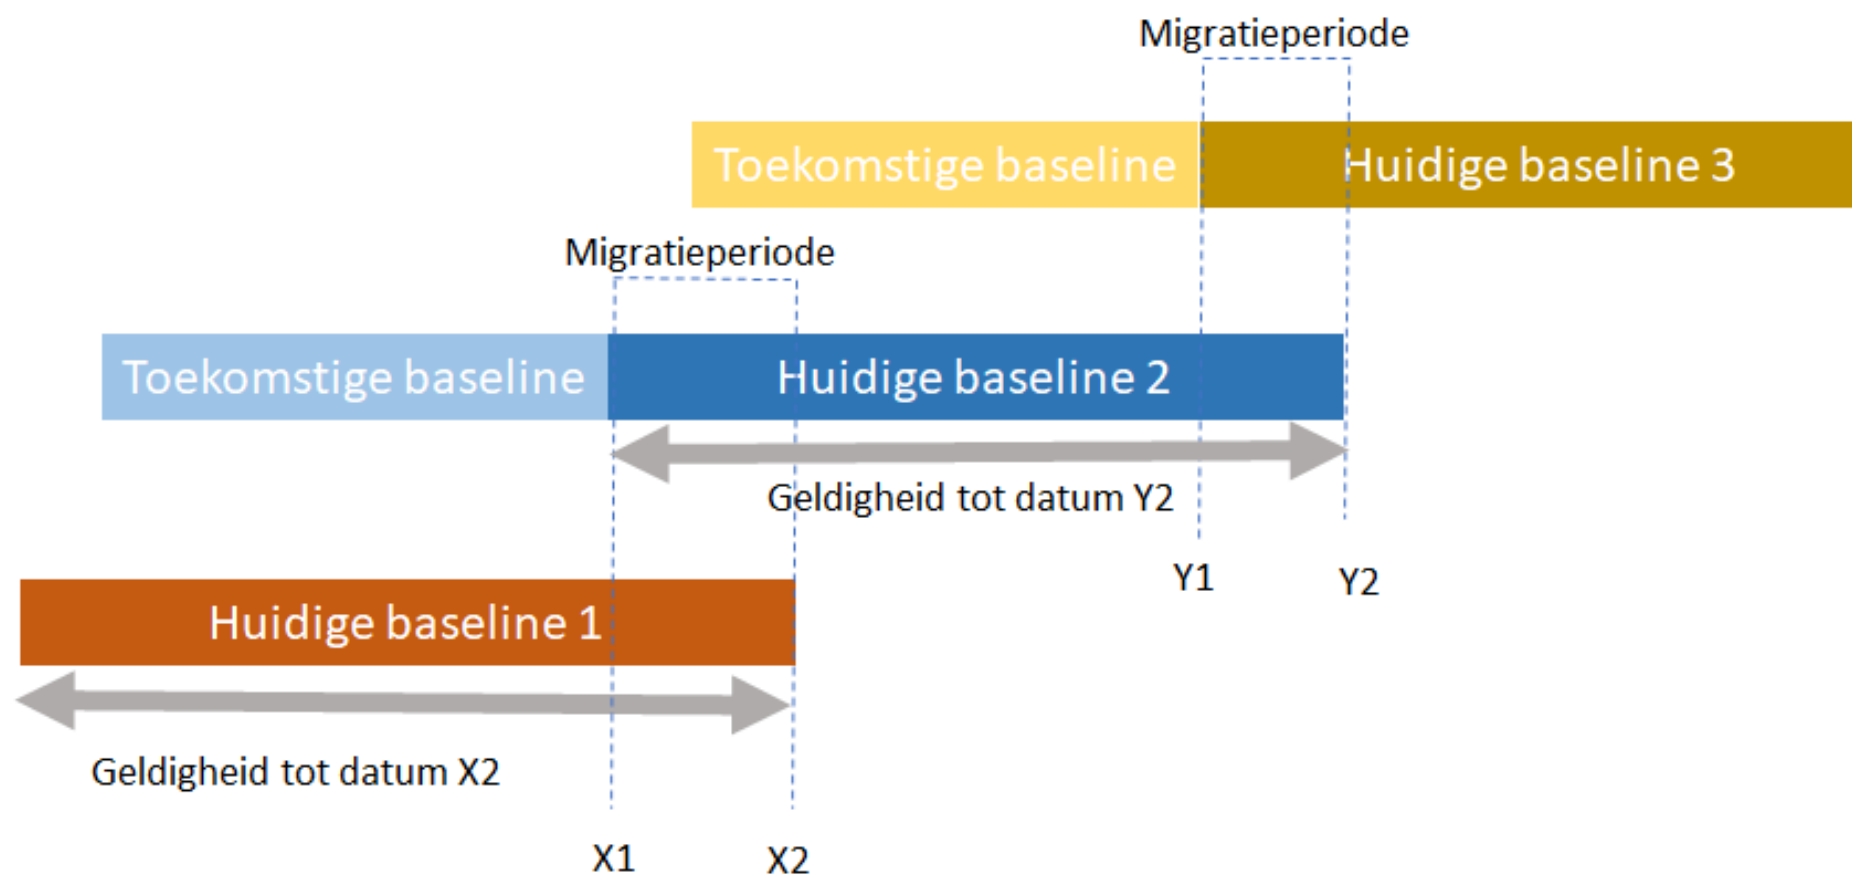 Migratieperiode
Toekomstige baseline
Huidige baseline 3
Migratieperiode
Toekomstige baseline
Huidige baseline 2
Geldigheid tot datum Y2
Y1
Y2
Huidige baseline 1
Geldigheid tot datum X2
X1
X2